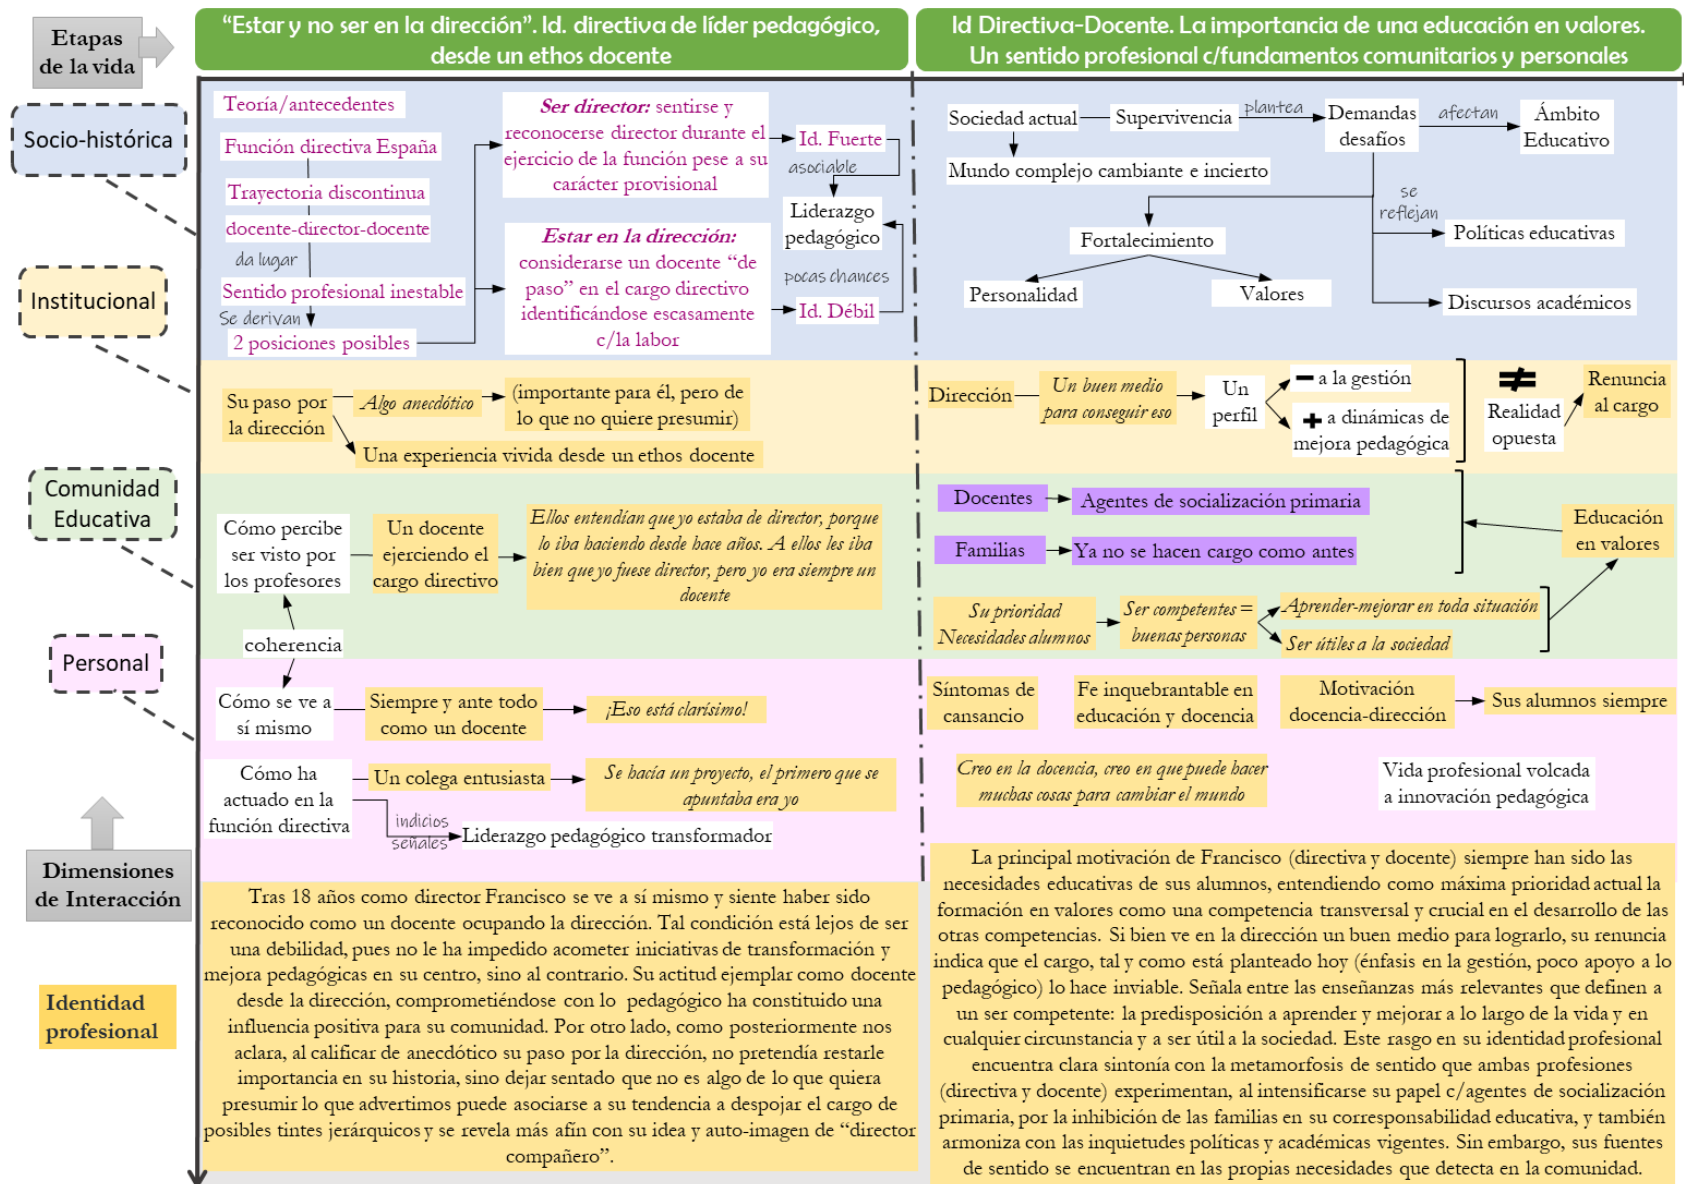 Etapas
de la vida
“Estar y no ser en la dirección”. Id. directiva de líder pedagógico,
desde un ethos docente
Id Directiva-Docente. La importancia de una educación en valores.
Un sentido profesional c/fundamentos comunitarios y personales
Socio-histórica
Teoría/antecedentes
Función directiva España
Trayectoria discontinua
docente-director-docente
da lugar
Sentido profesional inestable
Se derivan
2 posiciones posibles
Ser director: sentirse y
reconocerse director durante el
ejercicio de la función pese a su
carácter provisional
Estar en la dirección:
considerarse un docente “de
paso” en el cargo directivo
identificándose escasamente
c/la labor
Id. Fuerte
asociable
Liderazgo
pedagógico
pocas chances
Id. Débil
Sociedad actual
Supervivencia
plantea
Demandas
desafíos
afectan
Ámbito
Educativo
Mundo complejo cambiante e incierto
se
reflejan
Fortalecimiento
Políticas educativas
Personalidad
Valores
Discursos académicos
Institucional
Su paso por
la dirección
Algo anecdótico
(importante para él, pero de
lo que no quiere presumir)
Una experiencia vivida desde un ethos docente
Dirección
Un buen medio
para conseguir eso
Un
perfil
- a la gestión
+ a dinámicas de
mejora pedagógica
≠
Realidad
opuesta
Renuncia
al cargo
Comunidad
Educativa
Cómo percibe
ser visto por
los profesores
Un docente
ejerciendo el
cargo directivo
Ellos entendían que yo estaba de director, porque
lo iba haciendo desde hace años. A ellos les iba
bien que yo fuese director, pero yo era siempre un
docente
coherencia
Docentes
Agentes de socialización primaria
Familias
Ya no se hacen cargo como antes
Educación
en valores
Su prioridad
Necesidades alumnos
Ser competentes =
buenas personas
Aprender-mejorar en toda situación
Ser útiles a la sociedad
Personal
Cómo se ve a
sí mismo
Siempre y ante todo
como un docente
¡Eso está clarísimo!
Cómo ha
actuado en la
función directiva
Un colega entusiasta
Se hacía un proyecto, el primero que se
apuntaba era yo
indicios
señales
Liderazgo pedagógico transformador
Síntomas de
cansancio
Fe inquebrantable en
educación y docencia
Motivación
docencia-dirección
Sus alumnos siempre
Creo en la docencia, creo en que puede hacer
muchas cosas para cambiar el mundo
Vida profesional volcada
a innovación pedagógica
Dimensiones
de Interacción
Identidad
profesional
Tras 18 años como director Francisco se ve a sí mismo y siente haber sido
reconocido como un docente ocupando la dirección. Tal condición está lejos de ser
una debilidad, pues no le ha impedido acometer iniciativas de transformación y
mejora pedagógicas en su centro, sino al contrario. Su actitud ejemplar como docente
desde la dirección, comprometiéndose con lo pedagógico ha constituido una
influencia positiva para su comunidad. Por otro lado, como posteriormente nos
aclara, al calificar de anecdótico su paso por la dirección, no pretendía restarle
importancia en su historia, sino dejar sentado que no es algo de lo que quiera
presumir lo que advertimos puede asociarse a su tendencia a despojar el cargo de
posibles tintes jerárquicos y se revela más afín con su idea y auto-imagen de “director
compañero”.
La principal motivación de Francisco (directiva y docente) siempre han sido las
necesidades educativas de sus alumnos, entendiendo como máxima prioridad actual la
formación en valores como una competencia transversal y crucial en el desarrollo de las
otras competencias. Si bien ve en la dirección un buen medio para lograrlo, su renuncia
indica que el cargo, tal y como está planteado hoy (énfasis en la gestión, poco apoyo a lo
pedagógico) lo hace inviable. Señala entre las enseñanzas más relevantes que definen a
un ser competente: la predisposición a aprender y mejorar a lo largo de la vida y en
cualquier circunstancia y a ser útil a la sociedad. Este rasgo en su identidad profesional
encuentra clara sintonía con la metamorfosis de sentido que ambas profesiones
(directiva y docente) experimentan, al intensificarse su papel c/agentes de socialización
primaria, por la inhibición de las familias en su corresponsabilidad educativa, y también
armoniza con las inquietudes políticas y académicas vigentes. Sin embargo, sus fuentes
de sentido se encuentran en las propias necesidades que detecta en la comunidad.